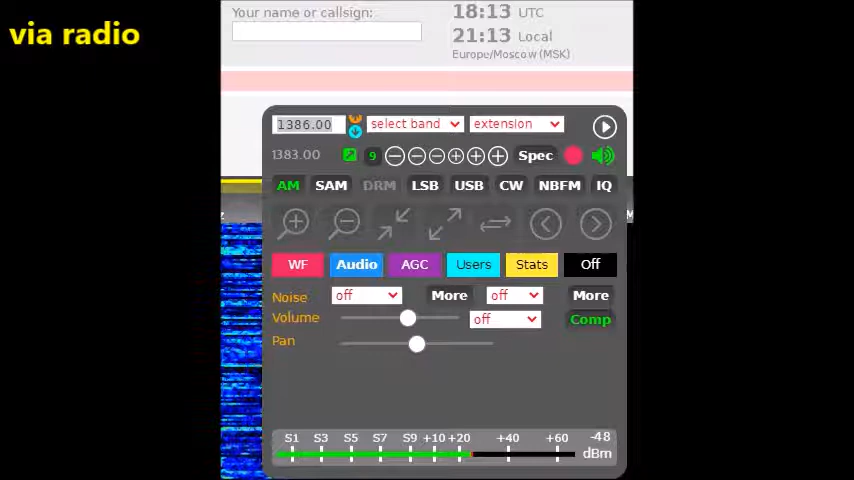 via radio
Your name or callsign:
18:13 UTC
21:13 Local
Europe/Moscow (MSK)
1386.00 select band extension
1383.00 9 Spec
AM SAM DRM LSB USB CW NBFM IQ
WF Audio AGC Users Stats Off
Noise off More off More
Volume off Comp
Pan
S1 S3 S5 S7 S9 +10 +20 +40 +60 -48
dBm